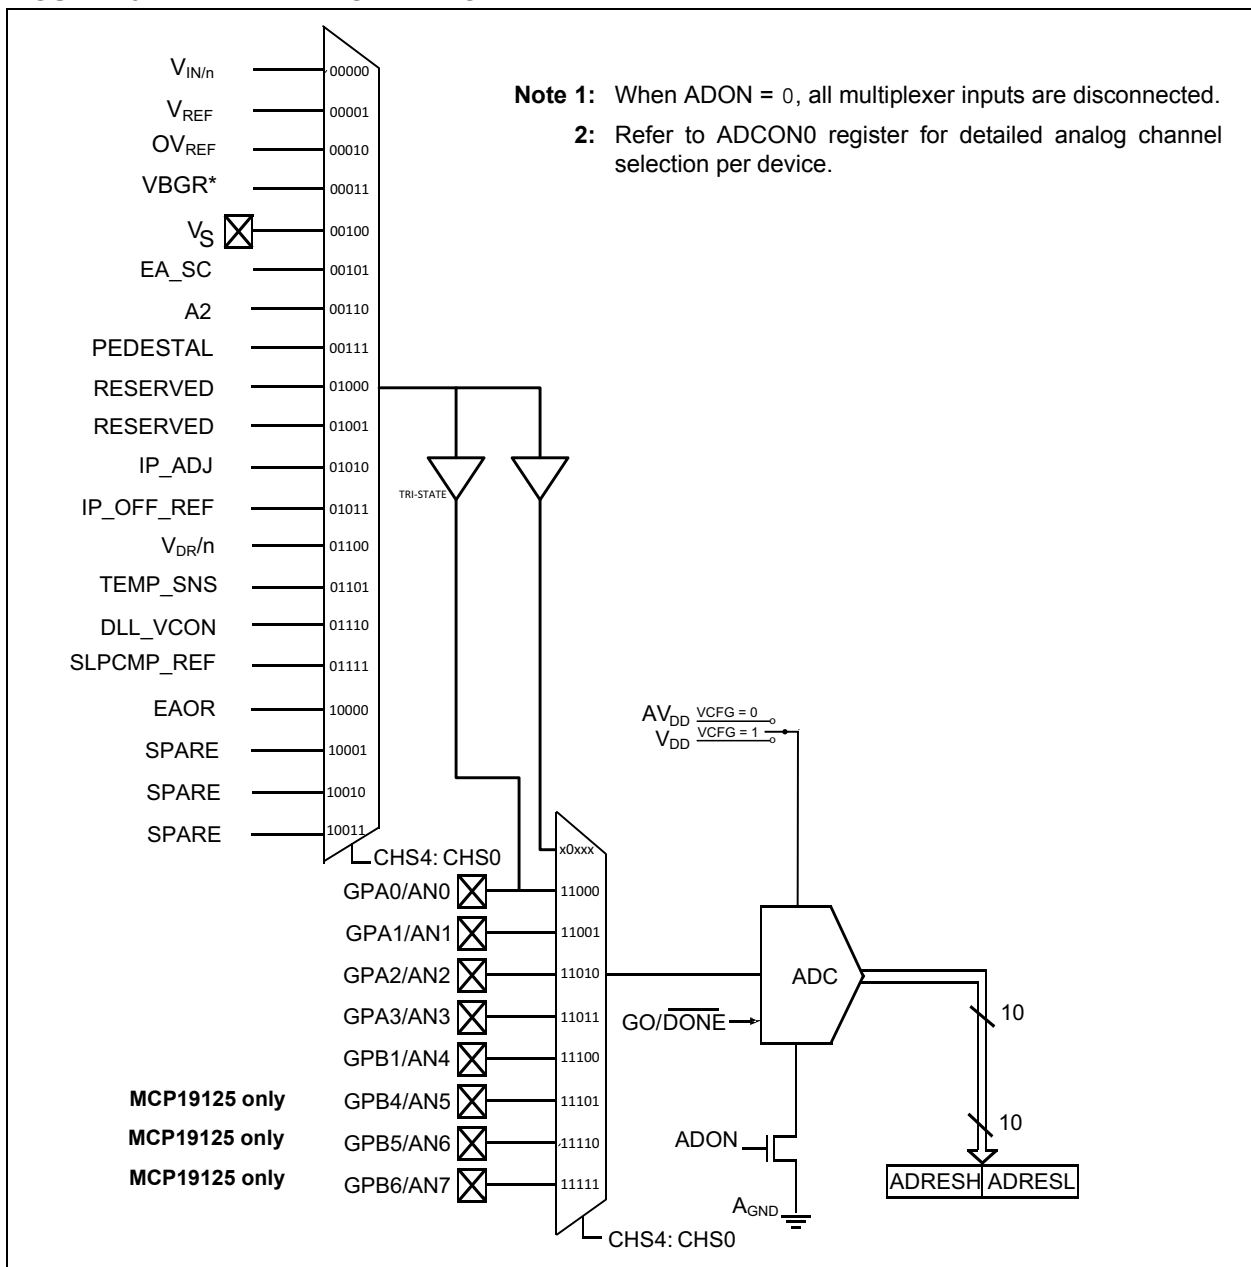 Note 1: When ADON = 0, all multiplexer inputs are disconnected.
2: Refer to ADCON0 register for detailed analog channel
selection per device.
VIN/n 00000
VREF 00001
OVREF 00010
VBGR* 00011
VS 00100
EA_SC 00101
A2 00110
PEDESTAL 00111
RESERVED 01000
RESERVED 01001
IP_ADJ 01010
TRI-STATE
IP_OFF_REF 01011
VDR/n 01100
TEMP_SNS 01101
DLL_VCON 01110
SLPCMP_REF 01111
EAOR 10000
SPARE 10001
SPARE 10010
SPARE 10011
CHS4: CHS0
AVDD VCFG = 0
VDD VCFG = 1
x0xxx
GPA0/AN0 11000
GPA1/AN1 11001
GPA2/AN2 11010
GPA3/AN3 11011
GPB1/AN4 11100
MCP19125 only GPB4/AN5 11101
MCP19125 only GPB5/AN6 11110
MCP19125 only GPB6/AN7 11111
CHS4: CHS0
ADC
GO/DONE
10
10
ADON
AGND
ADRESH ADRESL